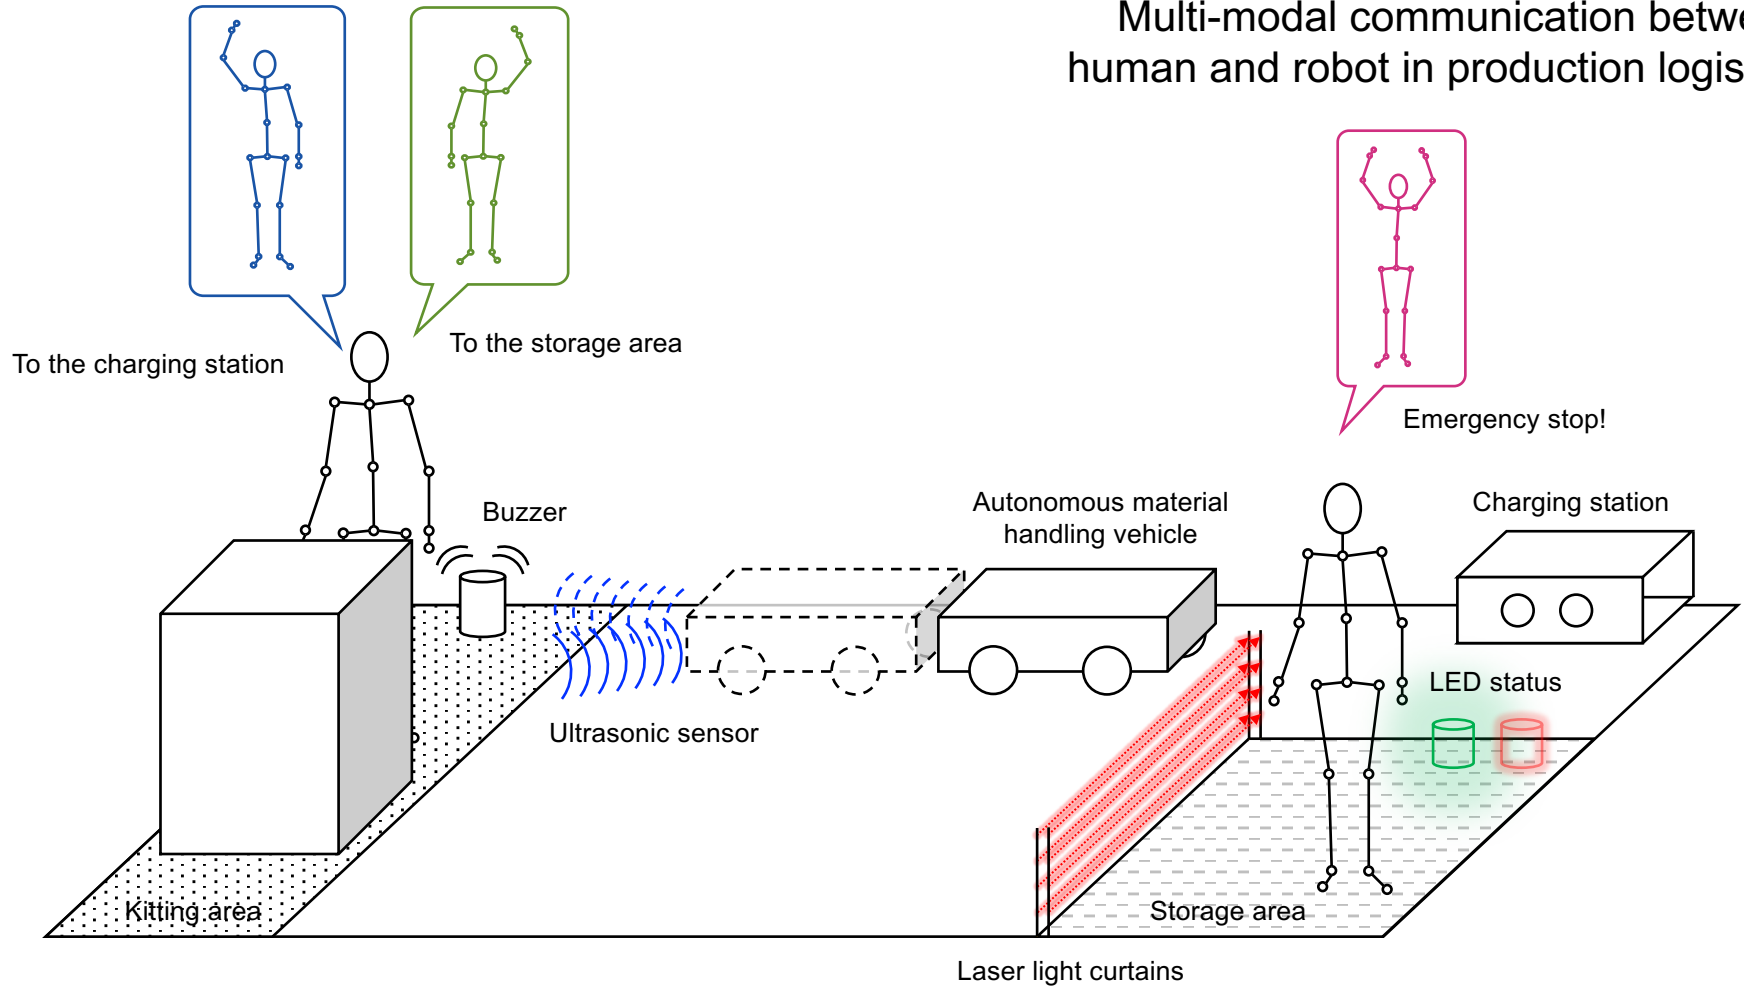 Multi-modal communication betwe
human and robot in production logis
To the charging station
To the storage area
Emergency stop!
Buzzer
Autonomous material
handling vehicle
Charging station
LED status
Ultrasonic sensor
Kitting area
Storage area
Laser light curtains